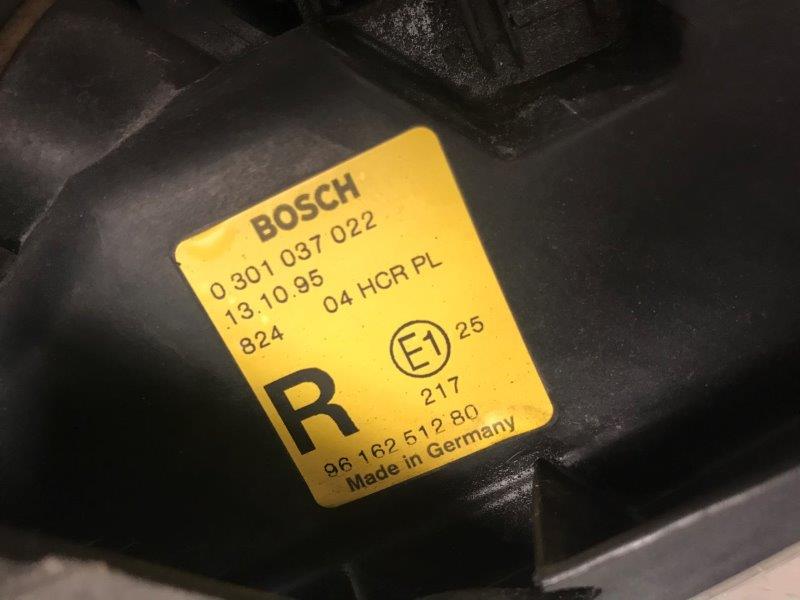 BOSCH
0 301 037 022
13.10.95
04 HCR PL
824
E1 25
217
R
96 162 512 80
Made in Germany